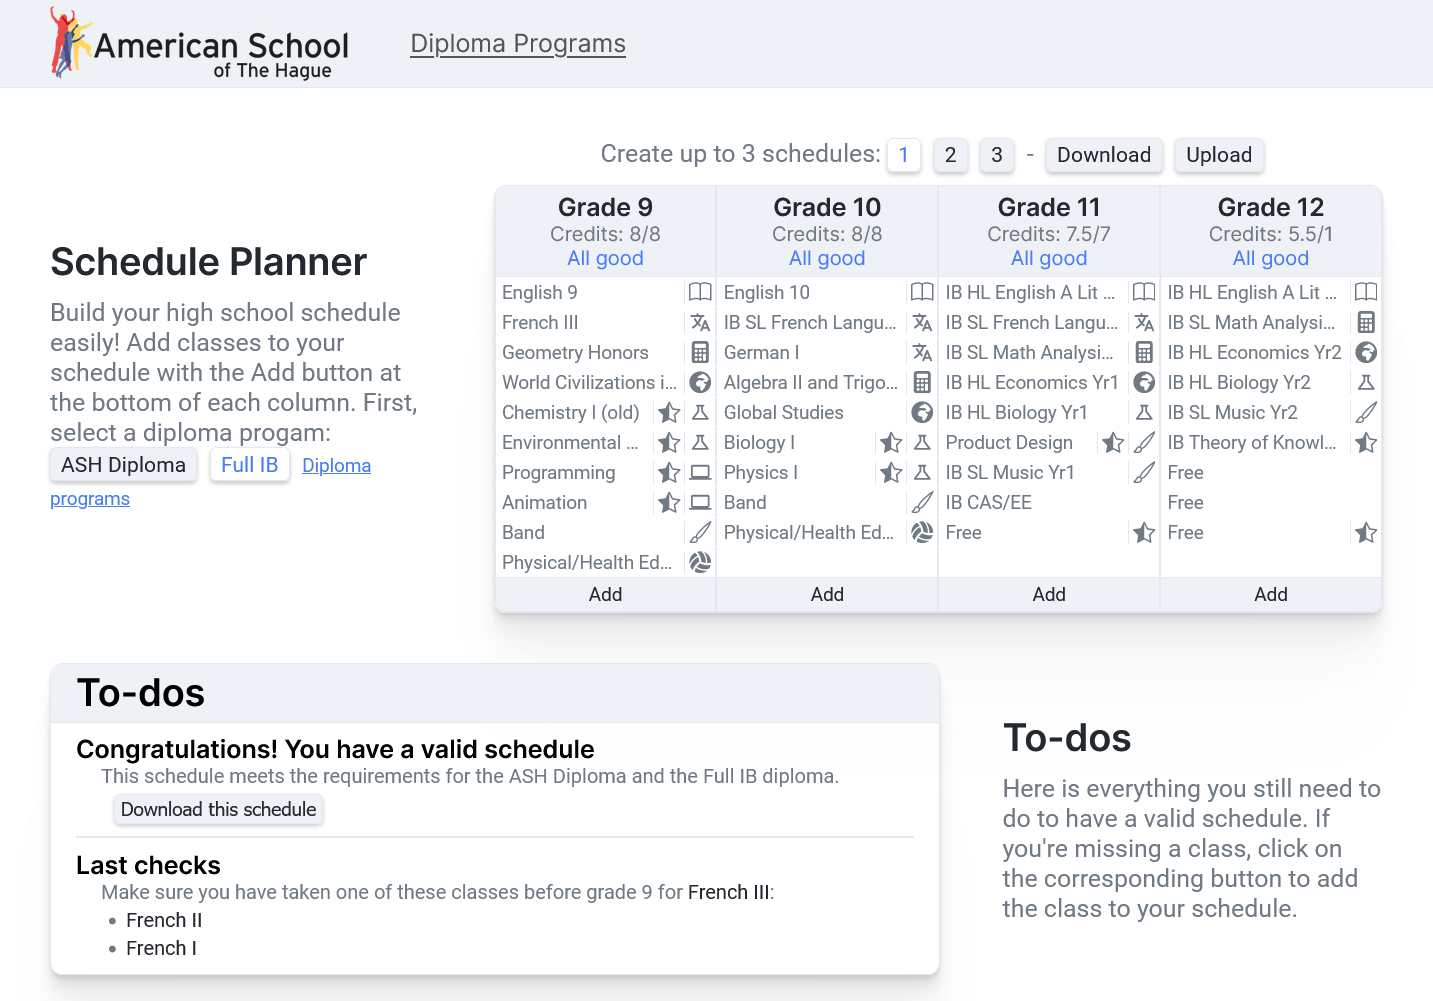 American School
of The Hague
Diploma Programs
Create up to 3 schedules: 1 2 3 - Download Upload
Schedule Planner
Build your high school schedule
easily! Add classes to your
schedule with the Add button at
the bottom of each column. First,
select a diploma progam:
ASH Diploma Full IB Diploma
programs
Grade 9
Credits: 8/8
All good
English 9
French III
Geometry Honors
World Civilizations i...
Chemistry I (old)
Environmental ...
Programming
Animation
Band
Physical/Health Ed...
Add
Grade 10
Credits: 8/8
All good
English 10
IB SL French Langu...
German I
Algebra II and Trigo...
Global Studies
Biology I
Physics I
Band
Physical/Health Ed...
Add
Grade 11
Credits: 7.5/7
All good
IB HL English A Lit ...
IB SL French Langu...
IB SL Math Analysi...
IB HL Economics Yr1
IB HL Biology Yr1
Product Design
IB SL Music Yr1
IB CAS/EE
Free
Add
Grade 12
Credits: 5.5/1
All good
IB HL English A Lit ...
IB SL Math Analysi...
IB HL Economics Yr2
IB HL Biology Yr2
IB SL Music Yr2
IB Theory of Knowl...
Free
Free
Free
Add
To-dos
Congratulations! You have a valid schedule
This schedule meets the requirements for the ASH Diploma and the Full IB diploma.
Download this schedule
Last checks
Make sure you have taken one of these classes before grade 9 for French III:
• French II
• French I
To-dos
Here is everything you still need to
do to have a valid schedule. If
you're missing a class, click on
the corresponding button to add
the class to your schedule.